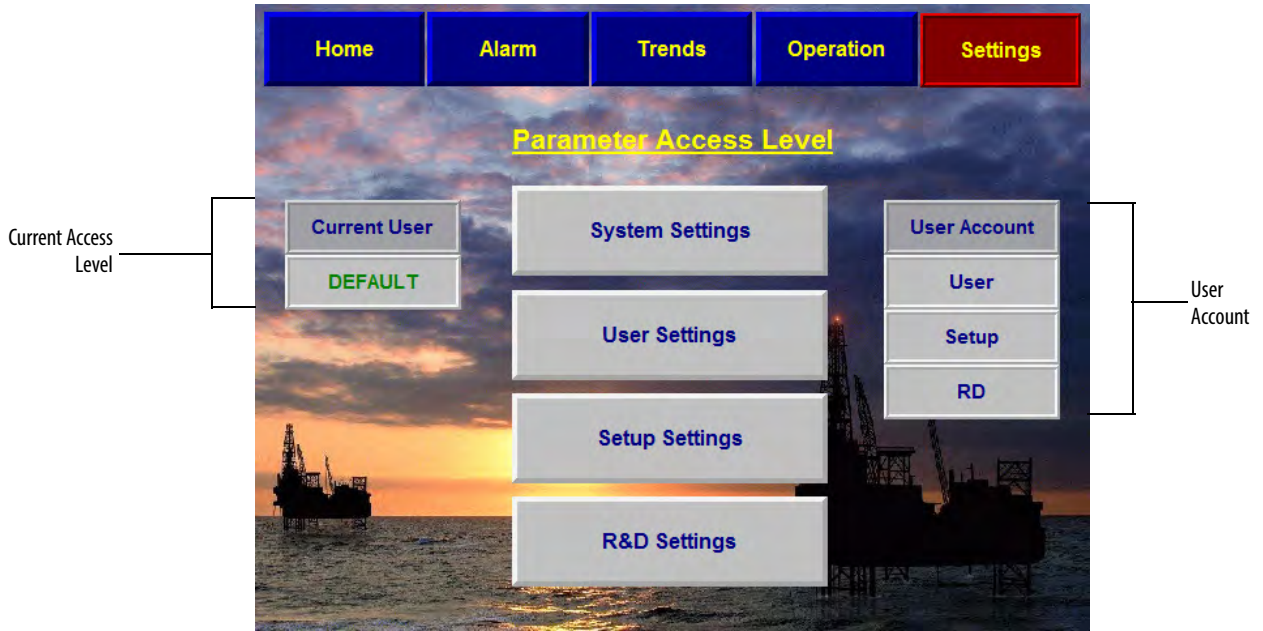 Home
Alarm
Trends
Operation
Settings
Parameter Access Level
Current Access
Level
Current User
DEFAULT
System Settings
User Settings
Setup Settings
R&D Settings
User Account
User
Setup
RD
User
Account